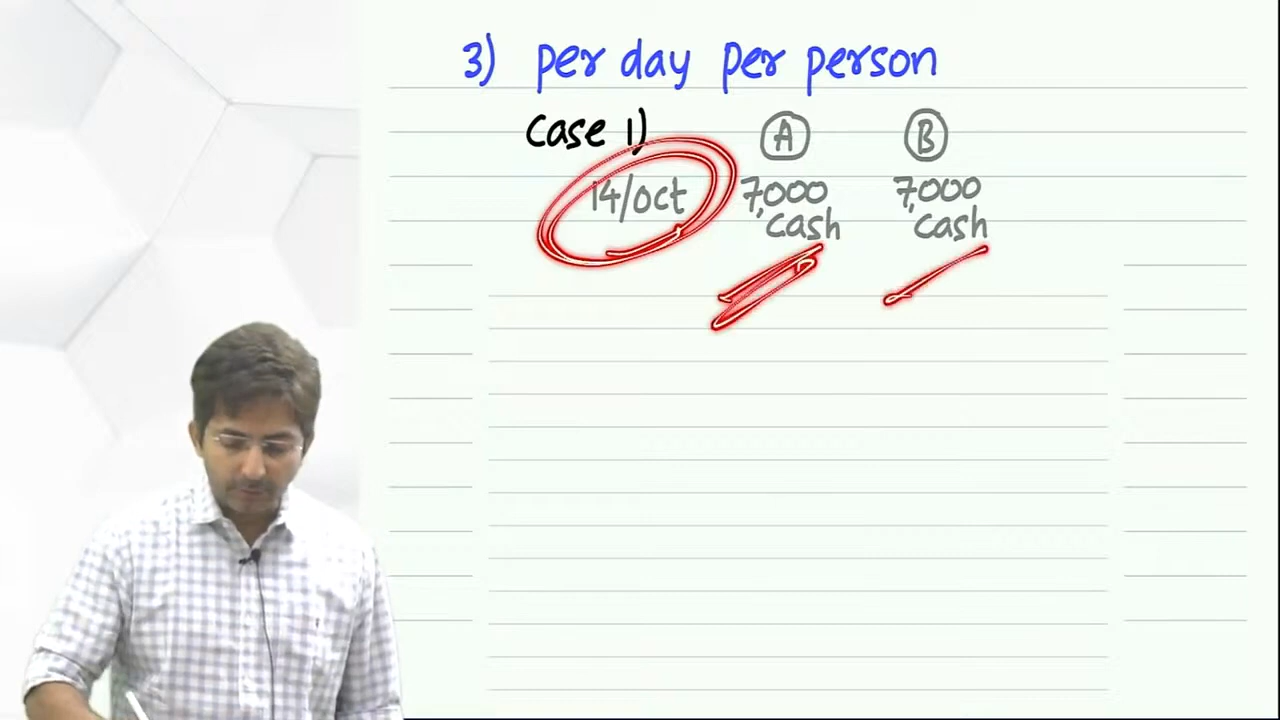 3) per day per person
Case 1) A B
14/oct 7,000 7,000
Cash Cash